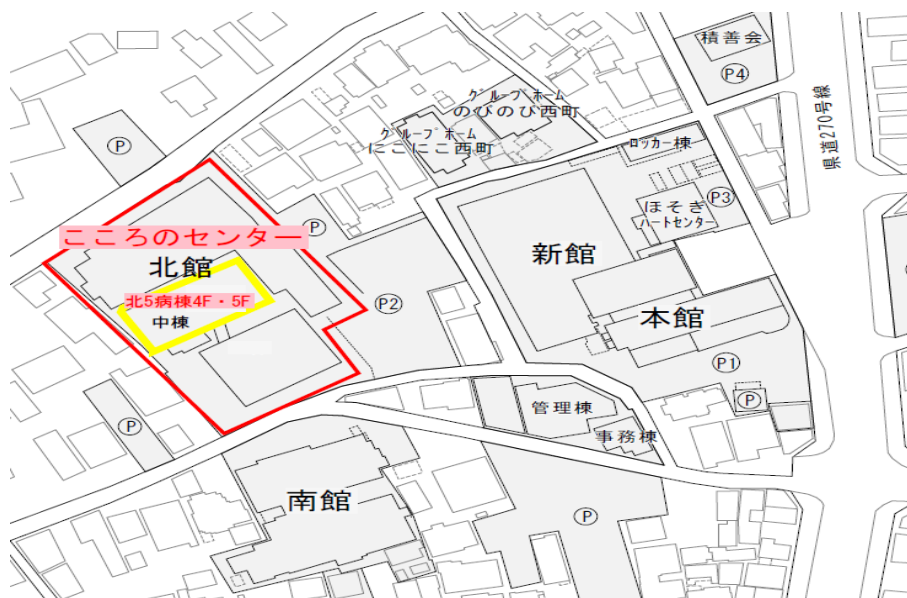 積善会
P4
県道270号線
グループホーム
のびのび西町
グループホーム
にこにこ西町
ロッカー棟
P
P3
ほそぎ
ハートセンター
P
こころのセンター
北館
新館
北5病棟4F・5F
P2
中棟
本館
P1
P
管理棟
P
事務棟
南館
P